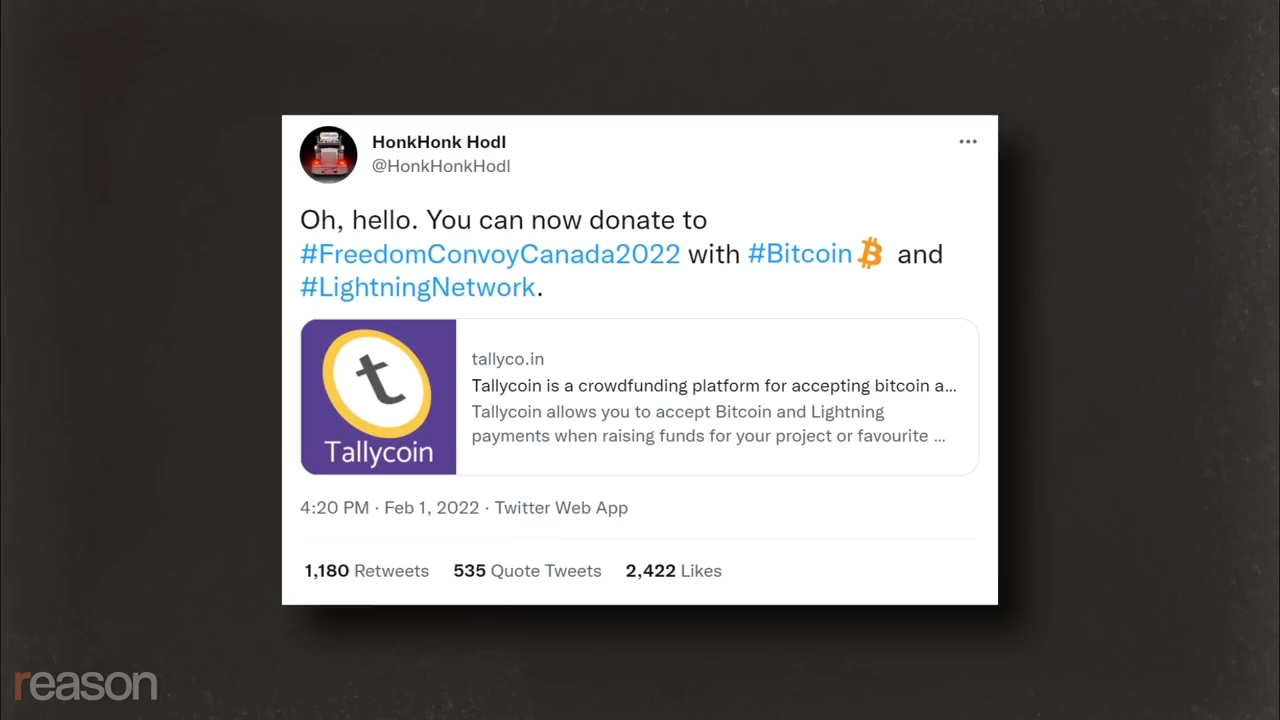 HonkHonk Hodl
@HonkHonkHodl
Oh, hello. You can now donate to
#FreedomConvoyCanada2022 with #Bitcoin and
#LightningNetwork.
t
Tallycoin
tallyco.in
Tallycoin is a crowdfunding platform for accepting bitcoin a...
Tallycoin allows you to accept Bitcoin and Lightning
payments when raising funds for your project or favourite ...
4:20 PM · Feb 1, 2022 · Twitter Web App
1,180 Retweets 535 Quote Tweets 2,422 Likes
reason